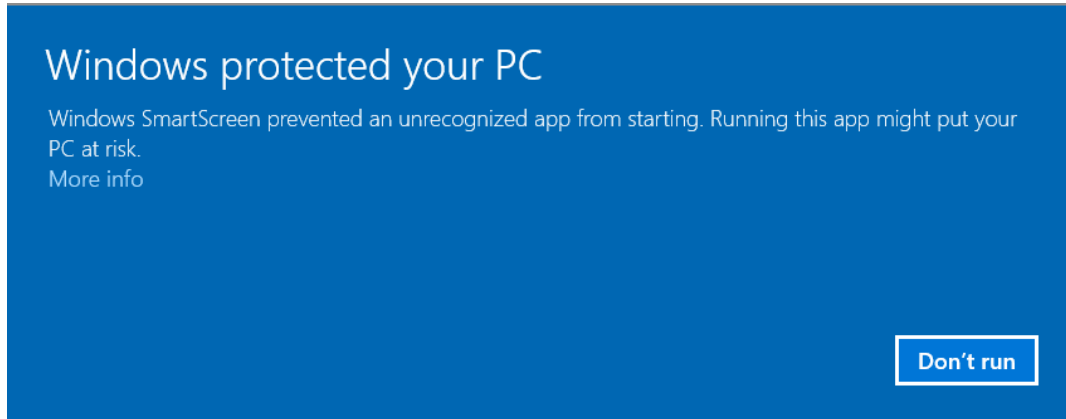 Windows protected your PC
Windows SmartScreen prevented an unrecognized app from starting. Running this app might put your
PC at risk.
More info
Don’t run